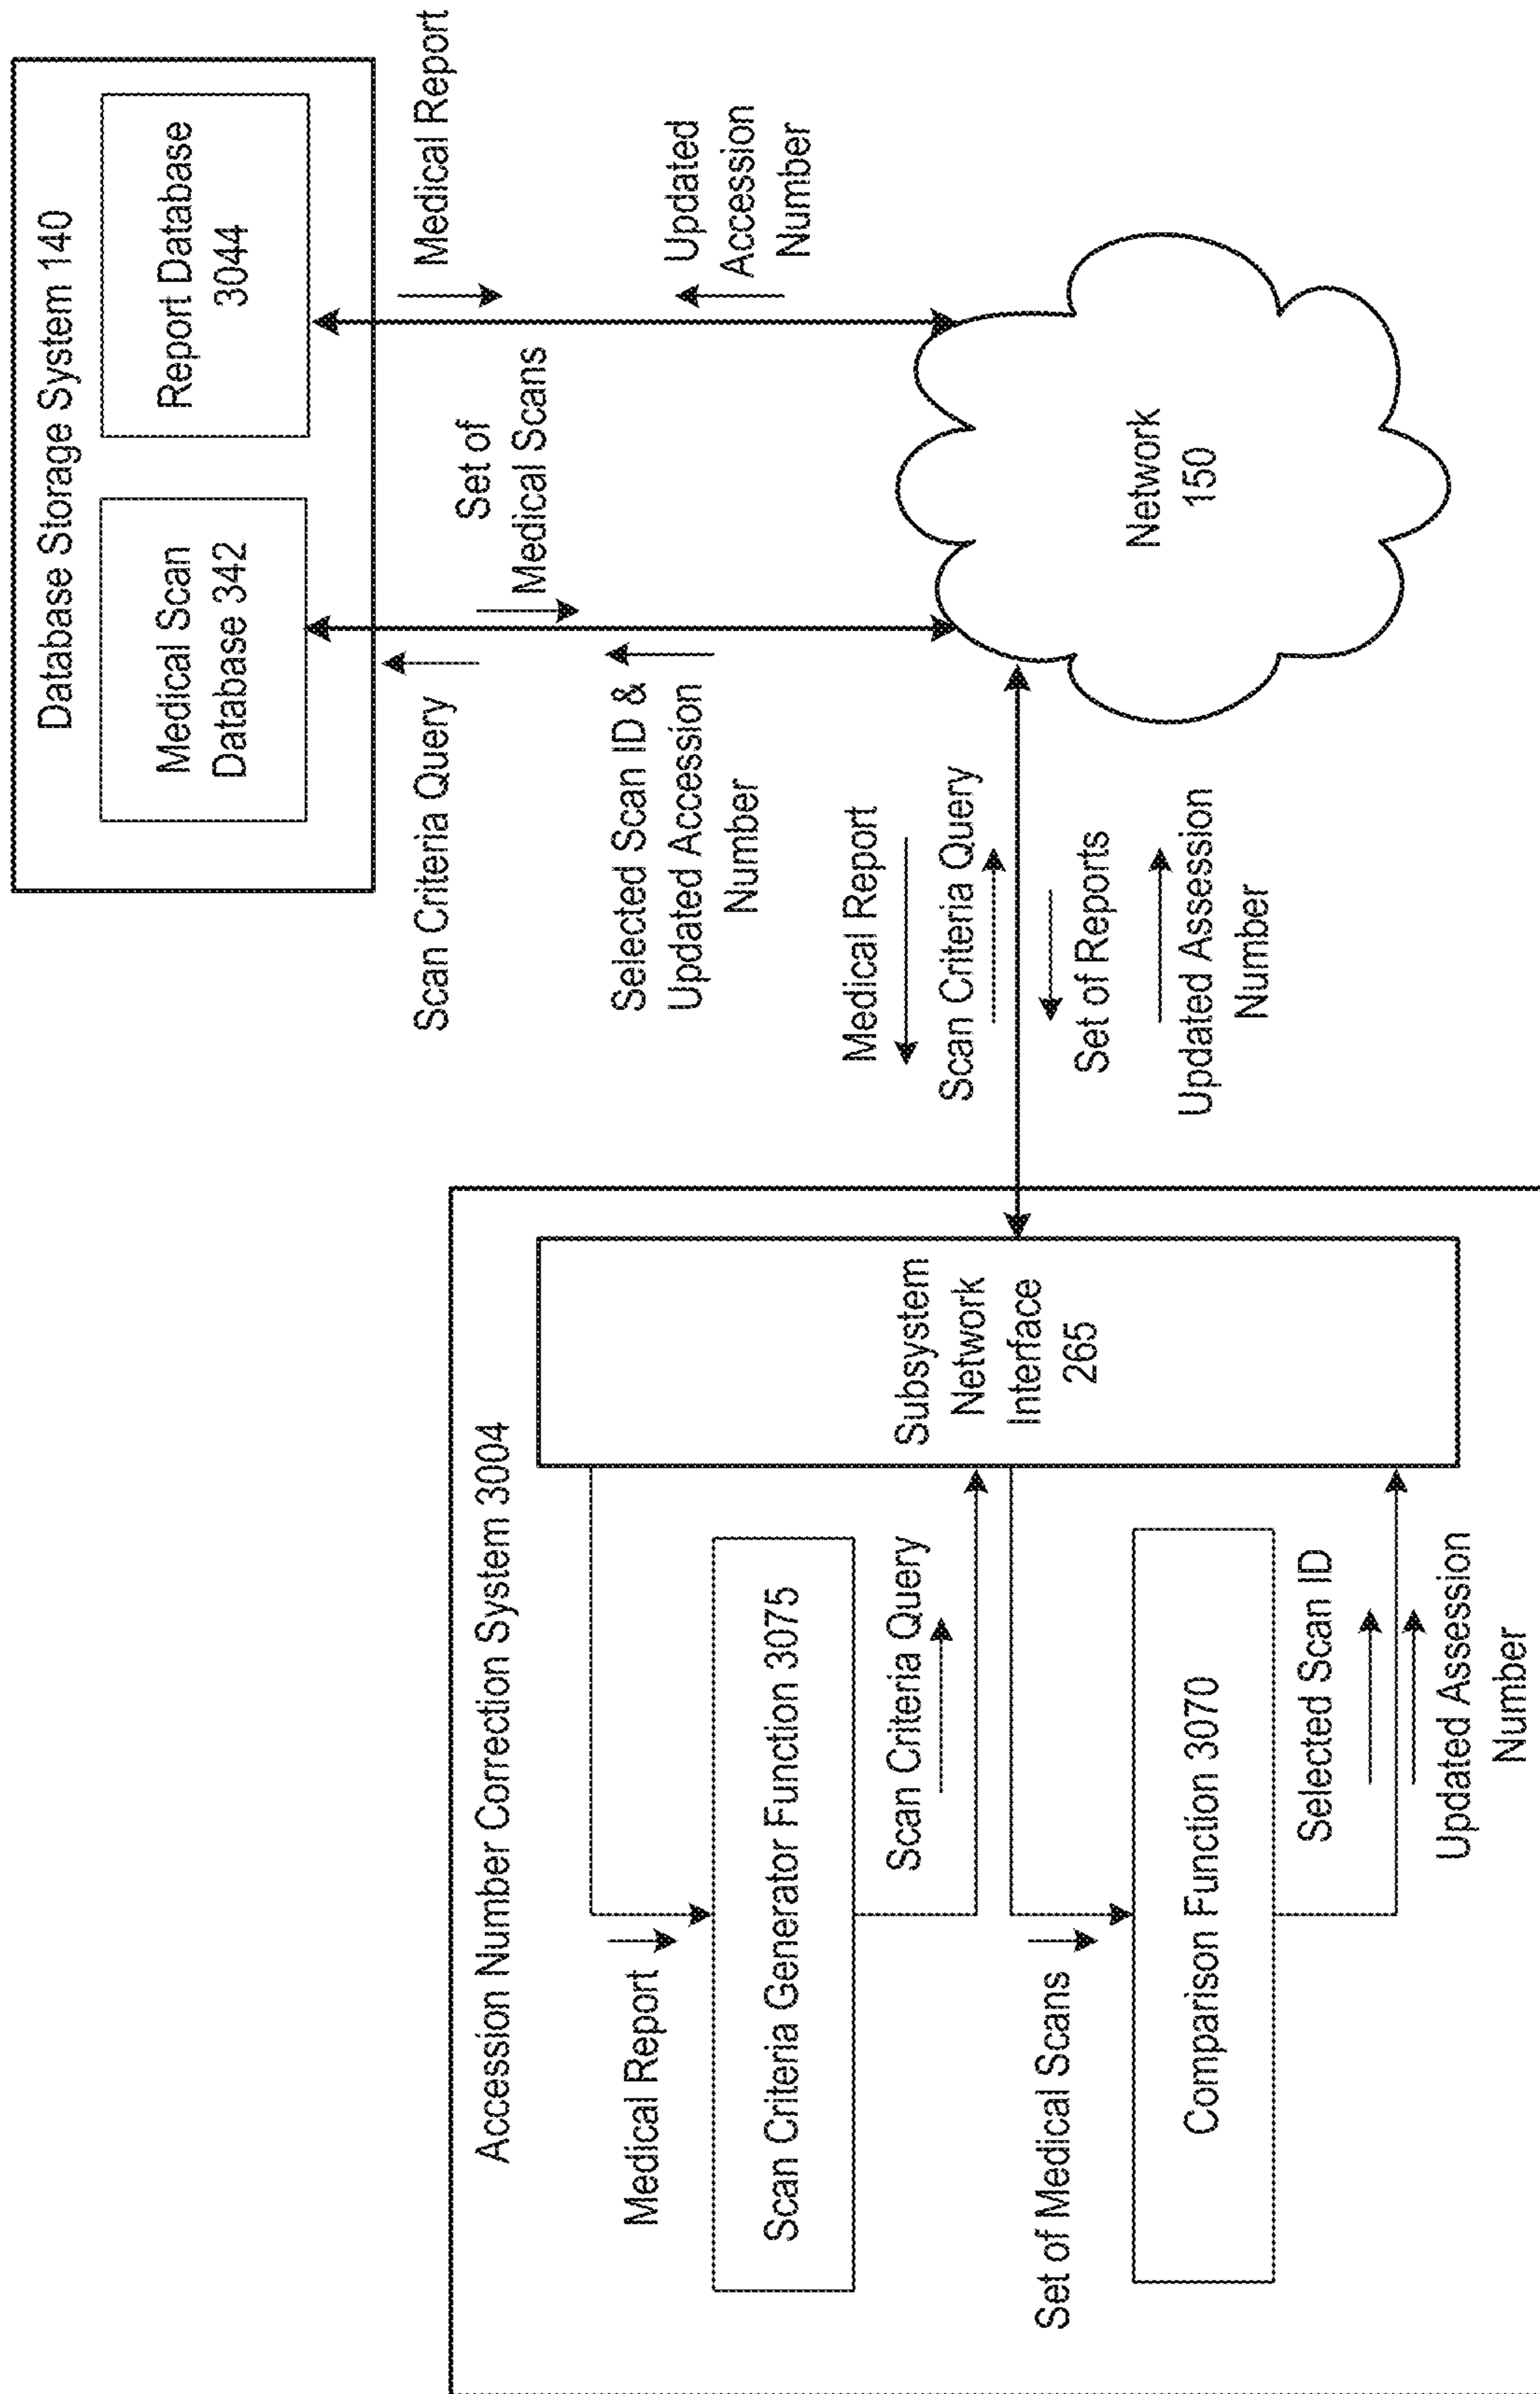 Database Storage System 140
Medical Scan
Database 342
Report Database
3044
Scan Criteria Query
Set of
Medical Scans
Medical Report
Selected Scan ID &
Updated Accession
Number
Updated
Accession
Number
Medical Report
Scan Criteria Query
Set of Reports
Updated Assession
Number
Network
150
Accession Number Correction System 3004
Subsystem
Network
Interface
265
Medical Report
Scan Criteria Generator Function 3075
Scan Criteria Query
Set of Medical Scans
Comparison Function 3070
Selected Scan ID
Updated Assession
Number